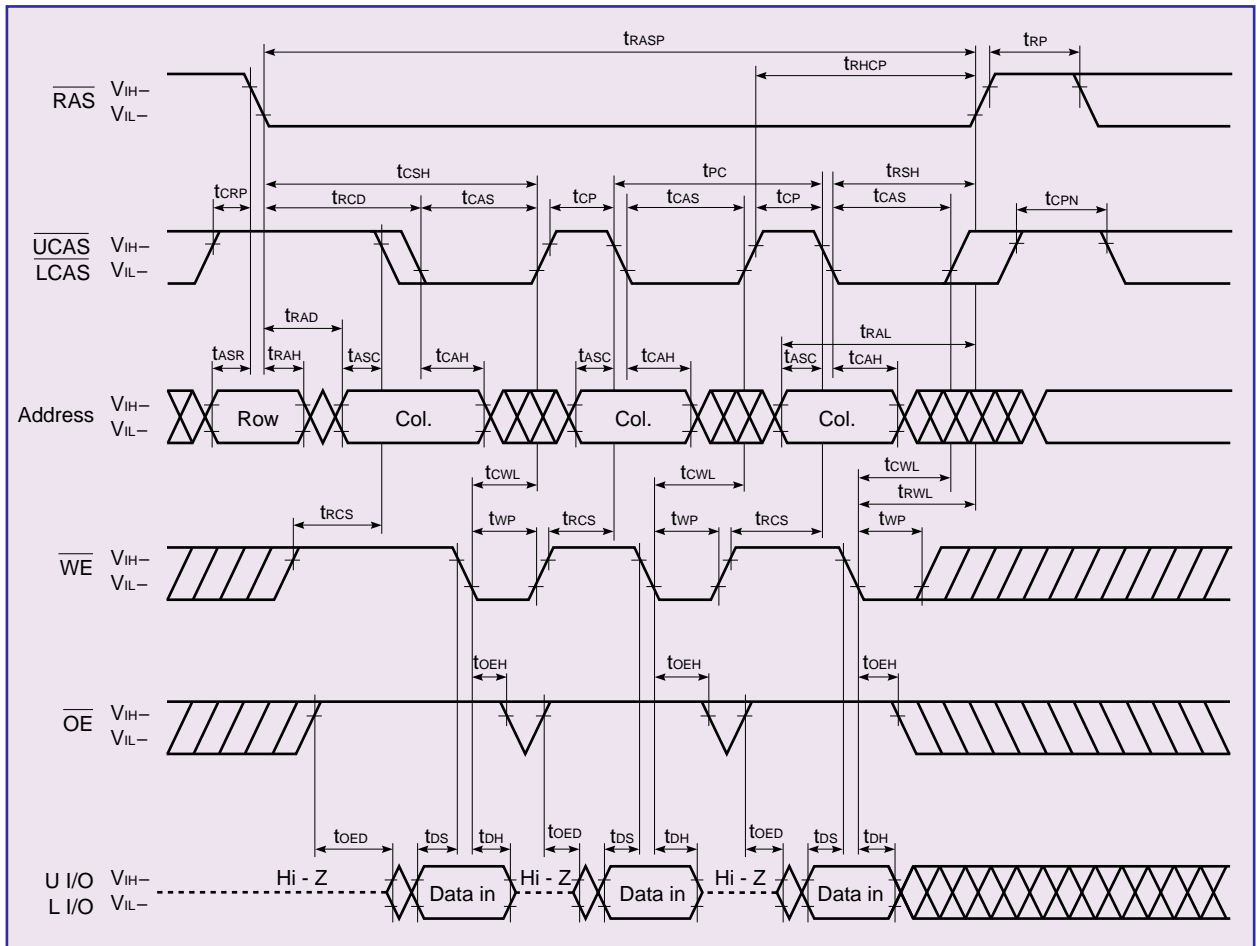 tRASP tRP
tRHCP
RAS VIH–
VIL–
tCSH tPC tRSH
tCRP tRCD tCAS tCP tCAS tCP tCAS tCPN
UCAS VIH–
LCAS VIL–
tRAD tRAL
tASR tRAH tASC tCAH tASC tCAH tASC tCAH
Address VIH– Row Col. Col. Col.
VIL–
tCWL tCWL tCWL
tRWL
tRCS tWP tRCS tWP tRCS tWP
WE VIH–
VIL–
tOEH tOEH tOEH
OE VIH–
VIL–
tOED tDS tDH tOED tDS tDH tOED tDS tDH
U I/O VIH– Hi - Z Data in Hi - Z Data in Hi - Z Data in
L I/O VIL–